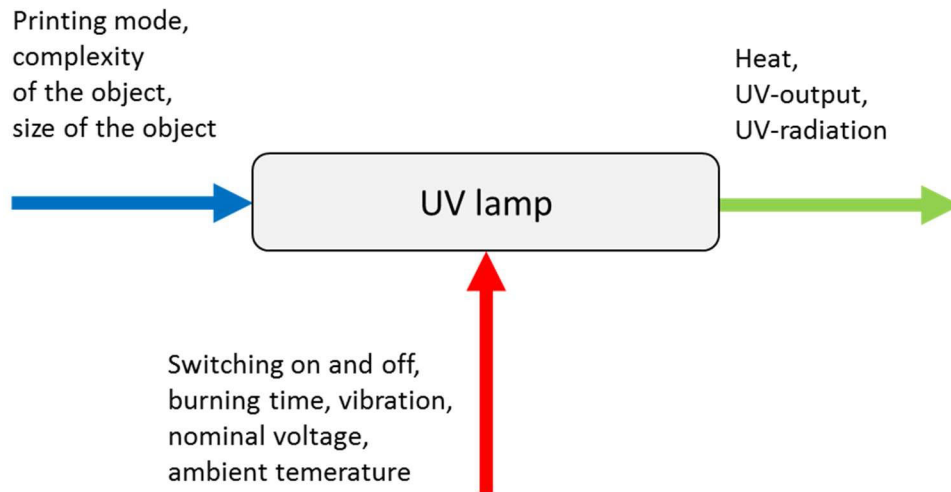 Printing mode,
complexity
of the object,
size of the object
Heat,
UV-output,
UV-radiation
UV lamp
Switching on and off,
burning time, vibration,
nominal voltage,
ambient temerature